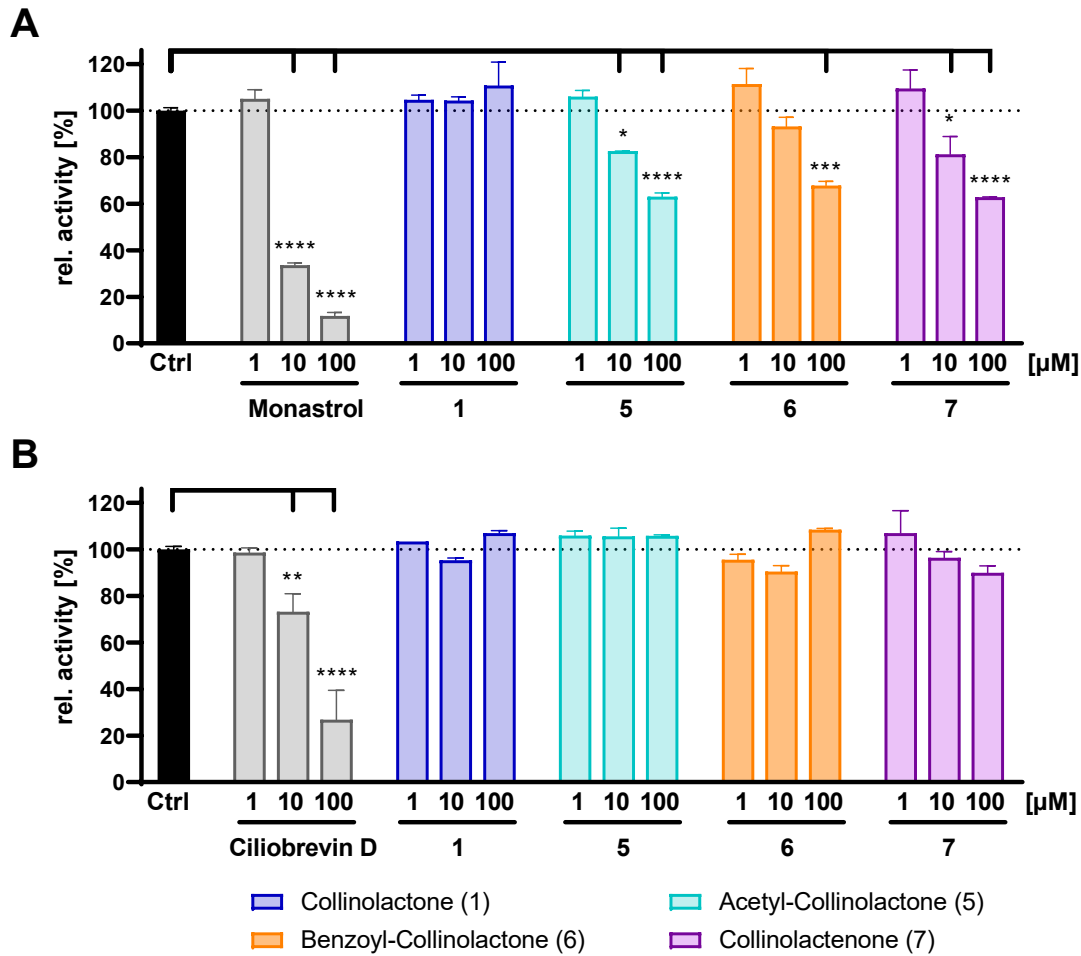 A
rel. activity [%]
120
100
80
60
40
20
0
**** **** * **** *** * ****
Ctrl 1 10 100 1 10 100 1 10 100 1 10 100 1 10 100 [µM]
Monastrol 1 5 6 7
B
rel. activity [%]
120
100
80
60
40
20
0
** ****
Ctrl 1 10 100 1 10 100 1 10 100 1 10 100 1 10 100 [µM]
Ciliobrevin D 1 5 6 7
Collinolactone (1) Acetyl-Collinolactone (5)
Benzoyl-Collinolactone (6) Collinolactenone (7)